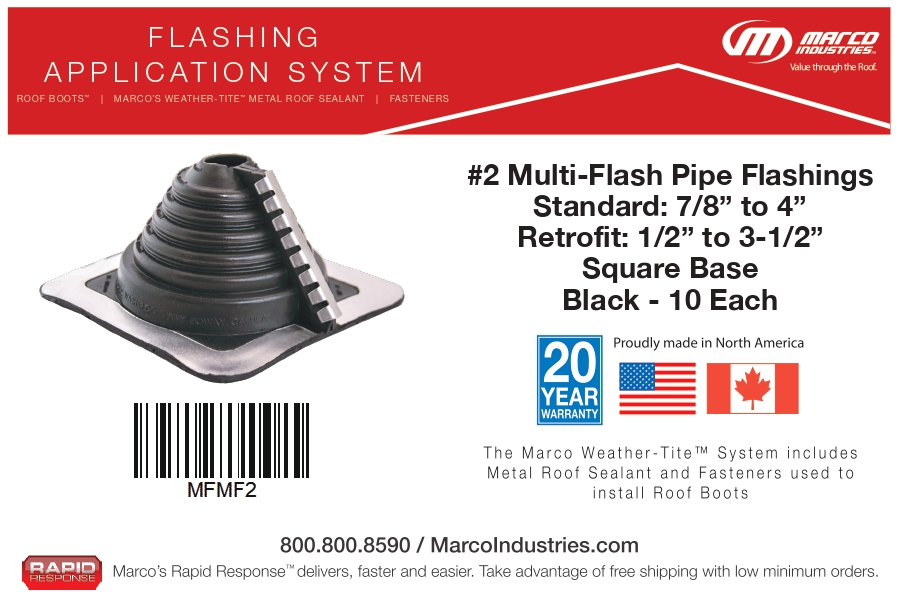 FLASHING
APPLICATION SYSTEM
ROOF BOOTS™ | MARCO'S WEATHER-TITE™ METAL ROOF SEALANT | FASTENERS
MARCO
INDUSTRIES™
Value through the Roof.
#2 Multi-Flash Pipe Flashings
Standard: 7/8” to 4”
Retrofit: 1/2” to 3-1/2”
Square Base
Black - 10 Each
20
YEAR
WARRANTY
Proudly made in North America
MFMF2
The Marco Weather-Tite™ System includes
Metal Roof Sealant and Fasteners used to
install Roof Boots
800.800.8590 / MarcoIndustries.com
RAPID
RESPONSE
Marco’s Rapid Response™ delivers, faster and easier. Take advantage of free shipping with low minimum orders.